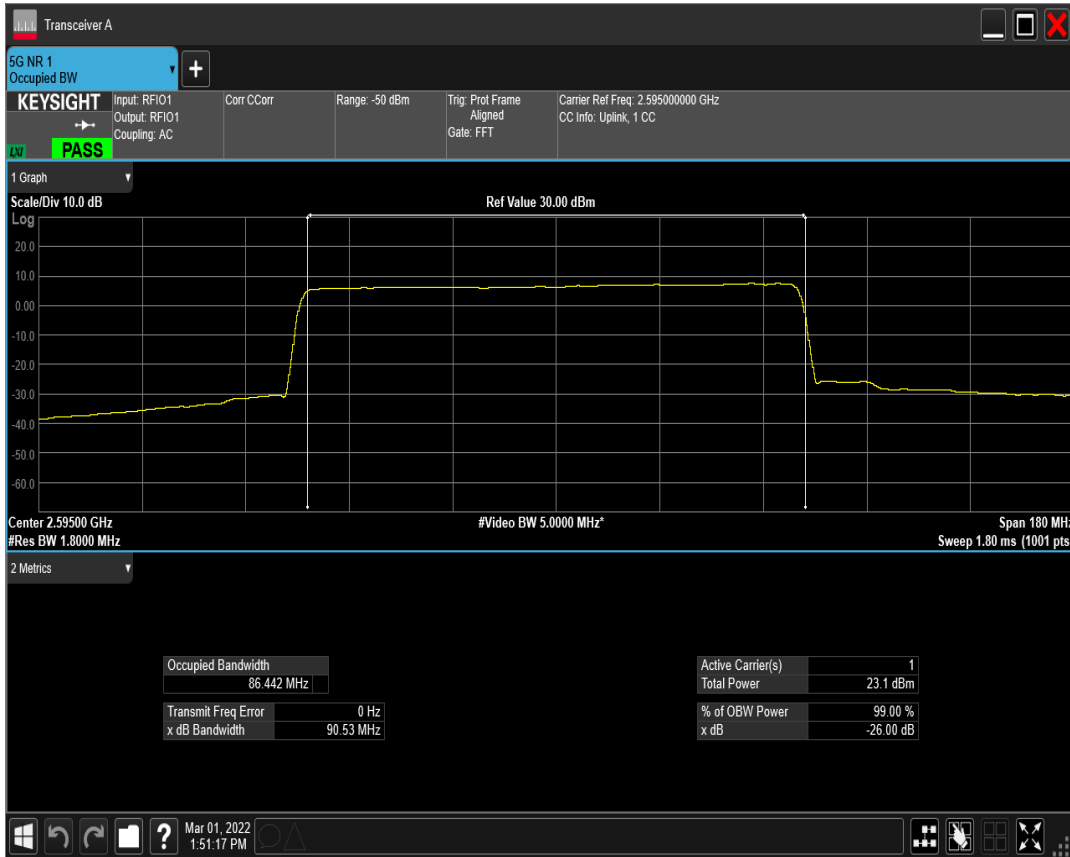 Transceiver A
5G NR 1
Occupied BW
KEYSIGHT
Input: RFIO1
Output: RFIO1
Coupling: AC
Corr CCorr
Range: -50 dBm
Trig: Prot Frame
Aligned
Gate: FFT
Carrier Ref Freq: 2.595000000 GHz
CC Info: Uplink, 1 CC
LXI
PASS
1 Graph
Scale/Div 10.0 dB
Ref Value 30.00 dBm
Log
20.0
10.0
0.00
-10.0
-20.0
-30.0
-40.0
-50.0
-60.0
Center 2.59500 GHz
#Video BW 5.0000 MHz*
Span 180 MHz
#Res BW 1.8000 MHz
Sweep 1.80 ms (1001 pts
2 Metrics
Occupied Bandwidth
86.442 MHz
Transmit Freq Error 0 Hz
x dB Bandwidth 90.53 MHz
Active Carrier(s) 1
Total Power 23.1 dBm
% of OBW Power 99.00 %
x dB -26.00 dB
?
Mar 01, 2022
1:51:17 PM